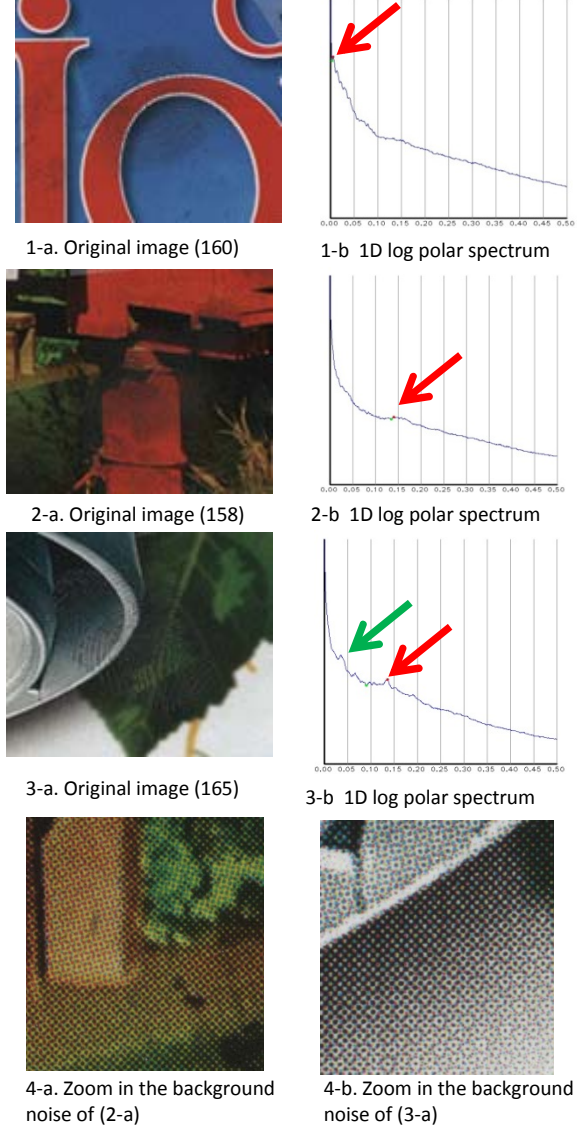 io
0.00 0.05 0.10 0.15 0.20 0.25 0.30 0.35 0.40 0.45 0.50
1-a. Original image (160)
1-b 1D log polar spectrum
0.00 0.05 0.10 0.15 0.20 0.25 0.30 0.35 0.40 0.45 0.50
2-a. Original image (158)
2-b 1D log polar spectrum
0.00 0.05 0.10 0.15 0.20 0.25 0.30 0.35 0.40 0.45 0.50
3-a. Original image (165)
3-b 1D log polar spectrum
4-a. Zoom in the background
noise of (2-a)
4-b. Zoom in the background
noise of (3-a)